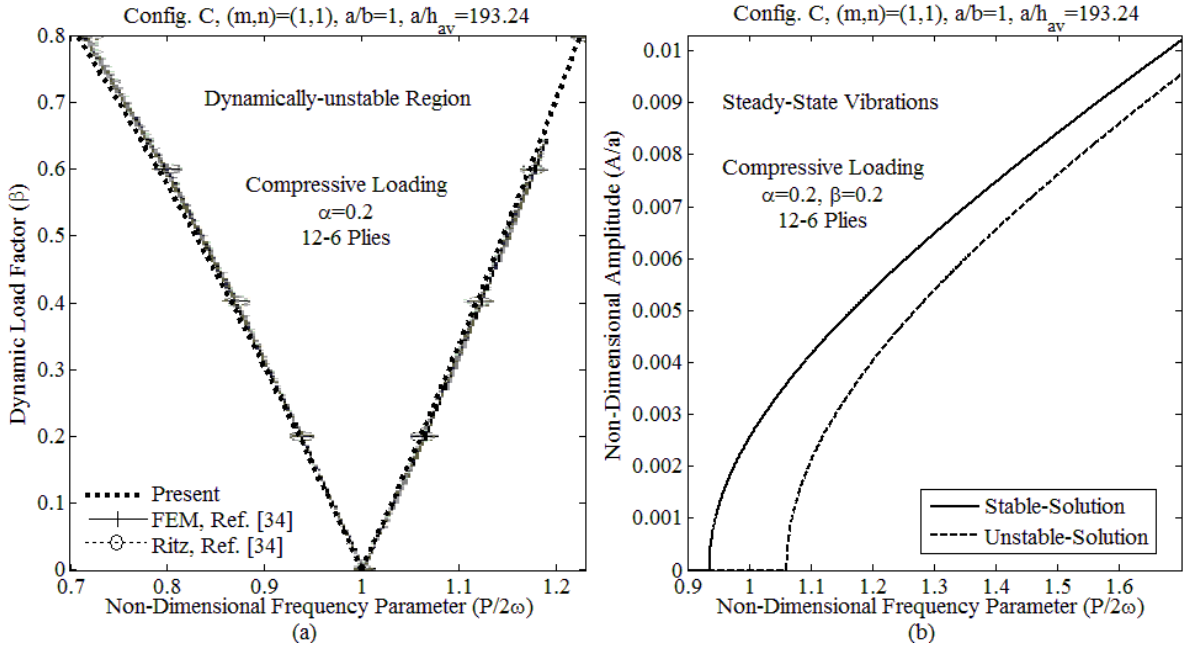 Config. C, (m,n)=(1,1), a/b=1, a/h_av=193.24
Dynamic Load Factor (β)
0.8
0.7
0.6
0.5
0.4
0.3
0.2
0.1
0
Dynamically-unstable Region
Compressive Loading
α=0.2
12-6 Plies
Present
FEM, Ref. [34]
Ritz, Ref. [34]
0.7 0.8 0.9 1 1.1 1.2
Non-Dimensional Frequency Parameter (P/2ω)
(a)
Config. C, (m,n)=(1,1), a/b=1, a/h_av=193.24
Non-Dimensional Amplitude (A/a)
0.01
0.009
0.008
0.007
0.006
0.005
0.004
0.003
0.002
0.001
0
Steady-State Vibrations
Compressive Loading
α=0.2, β=0.2
12-6 Plies
Stable-Solution
Unstable-Solution
0.9 1 1.1 1.2 1.3 1.4 1.5 1.6
Non-Dimensional Frequency Parameter (P/2ω)
(b)